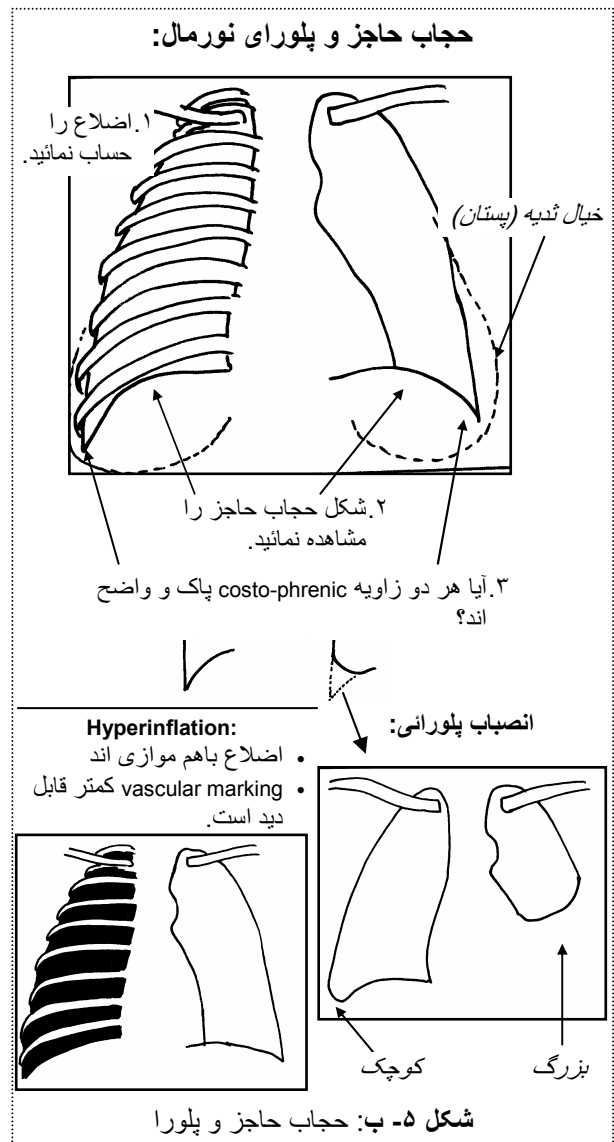 حجاب حاجز و پلورای نورمال:
۱.اضلاع را
حساب نمائید.
خیال ثدیه (پستان)
۲.شکل حجاب حاجز را
مشاهده نمائید.
۳.آیا هر دو زاویه costo-phrenic پاک و واضح
اند؟
انصباب پلورائی:
Hyperinflation:
• اضلاع باهم موازی اند
• vascular marking کمتر قابل
دید است.
کوچک
بزرگ
شکل ۵- ب: حجاب حاجز و پلورا